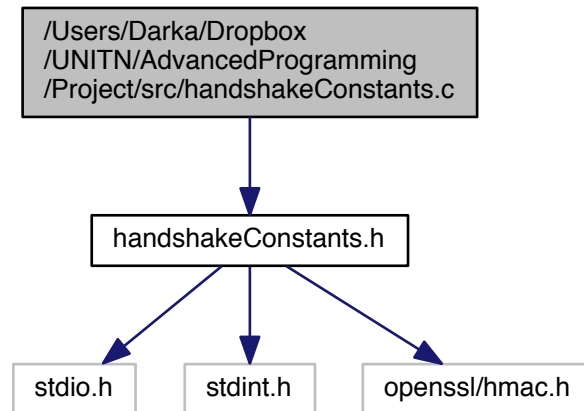 /Users/Darka/Dropbox
/UNITN/AdvancedProgramming
/Project/src/handshakeConstants.c
handshakeConstants.h
stdio.h
stdint.h
openssl/hmac.h